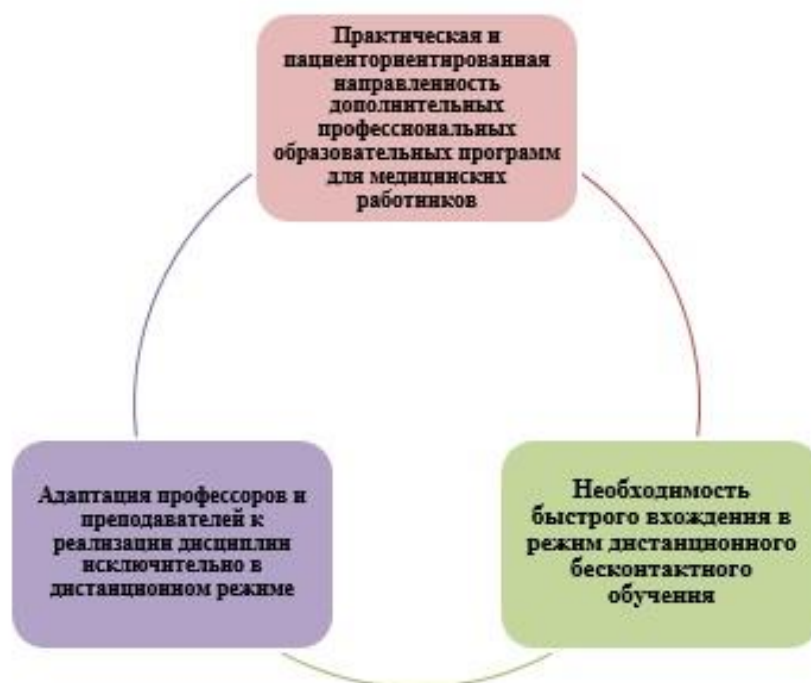 Практическая и
пациенториентированная
направленность
дополнительных
профессиональных
образовательных программ
для медицинских
работников
Адаптация профессоров и
преподавателей к
реализации дисциплин
исключительно в
дистанционном режиме
Необходимость
быстрого вхождения в
режим дистанционного
бесконтактного
обучения